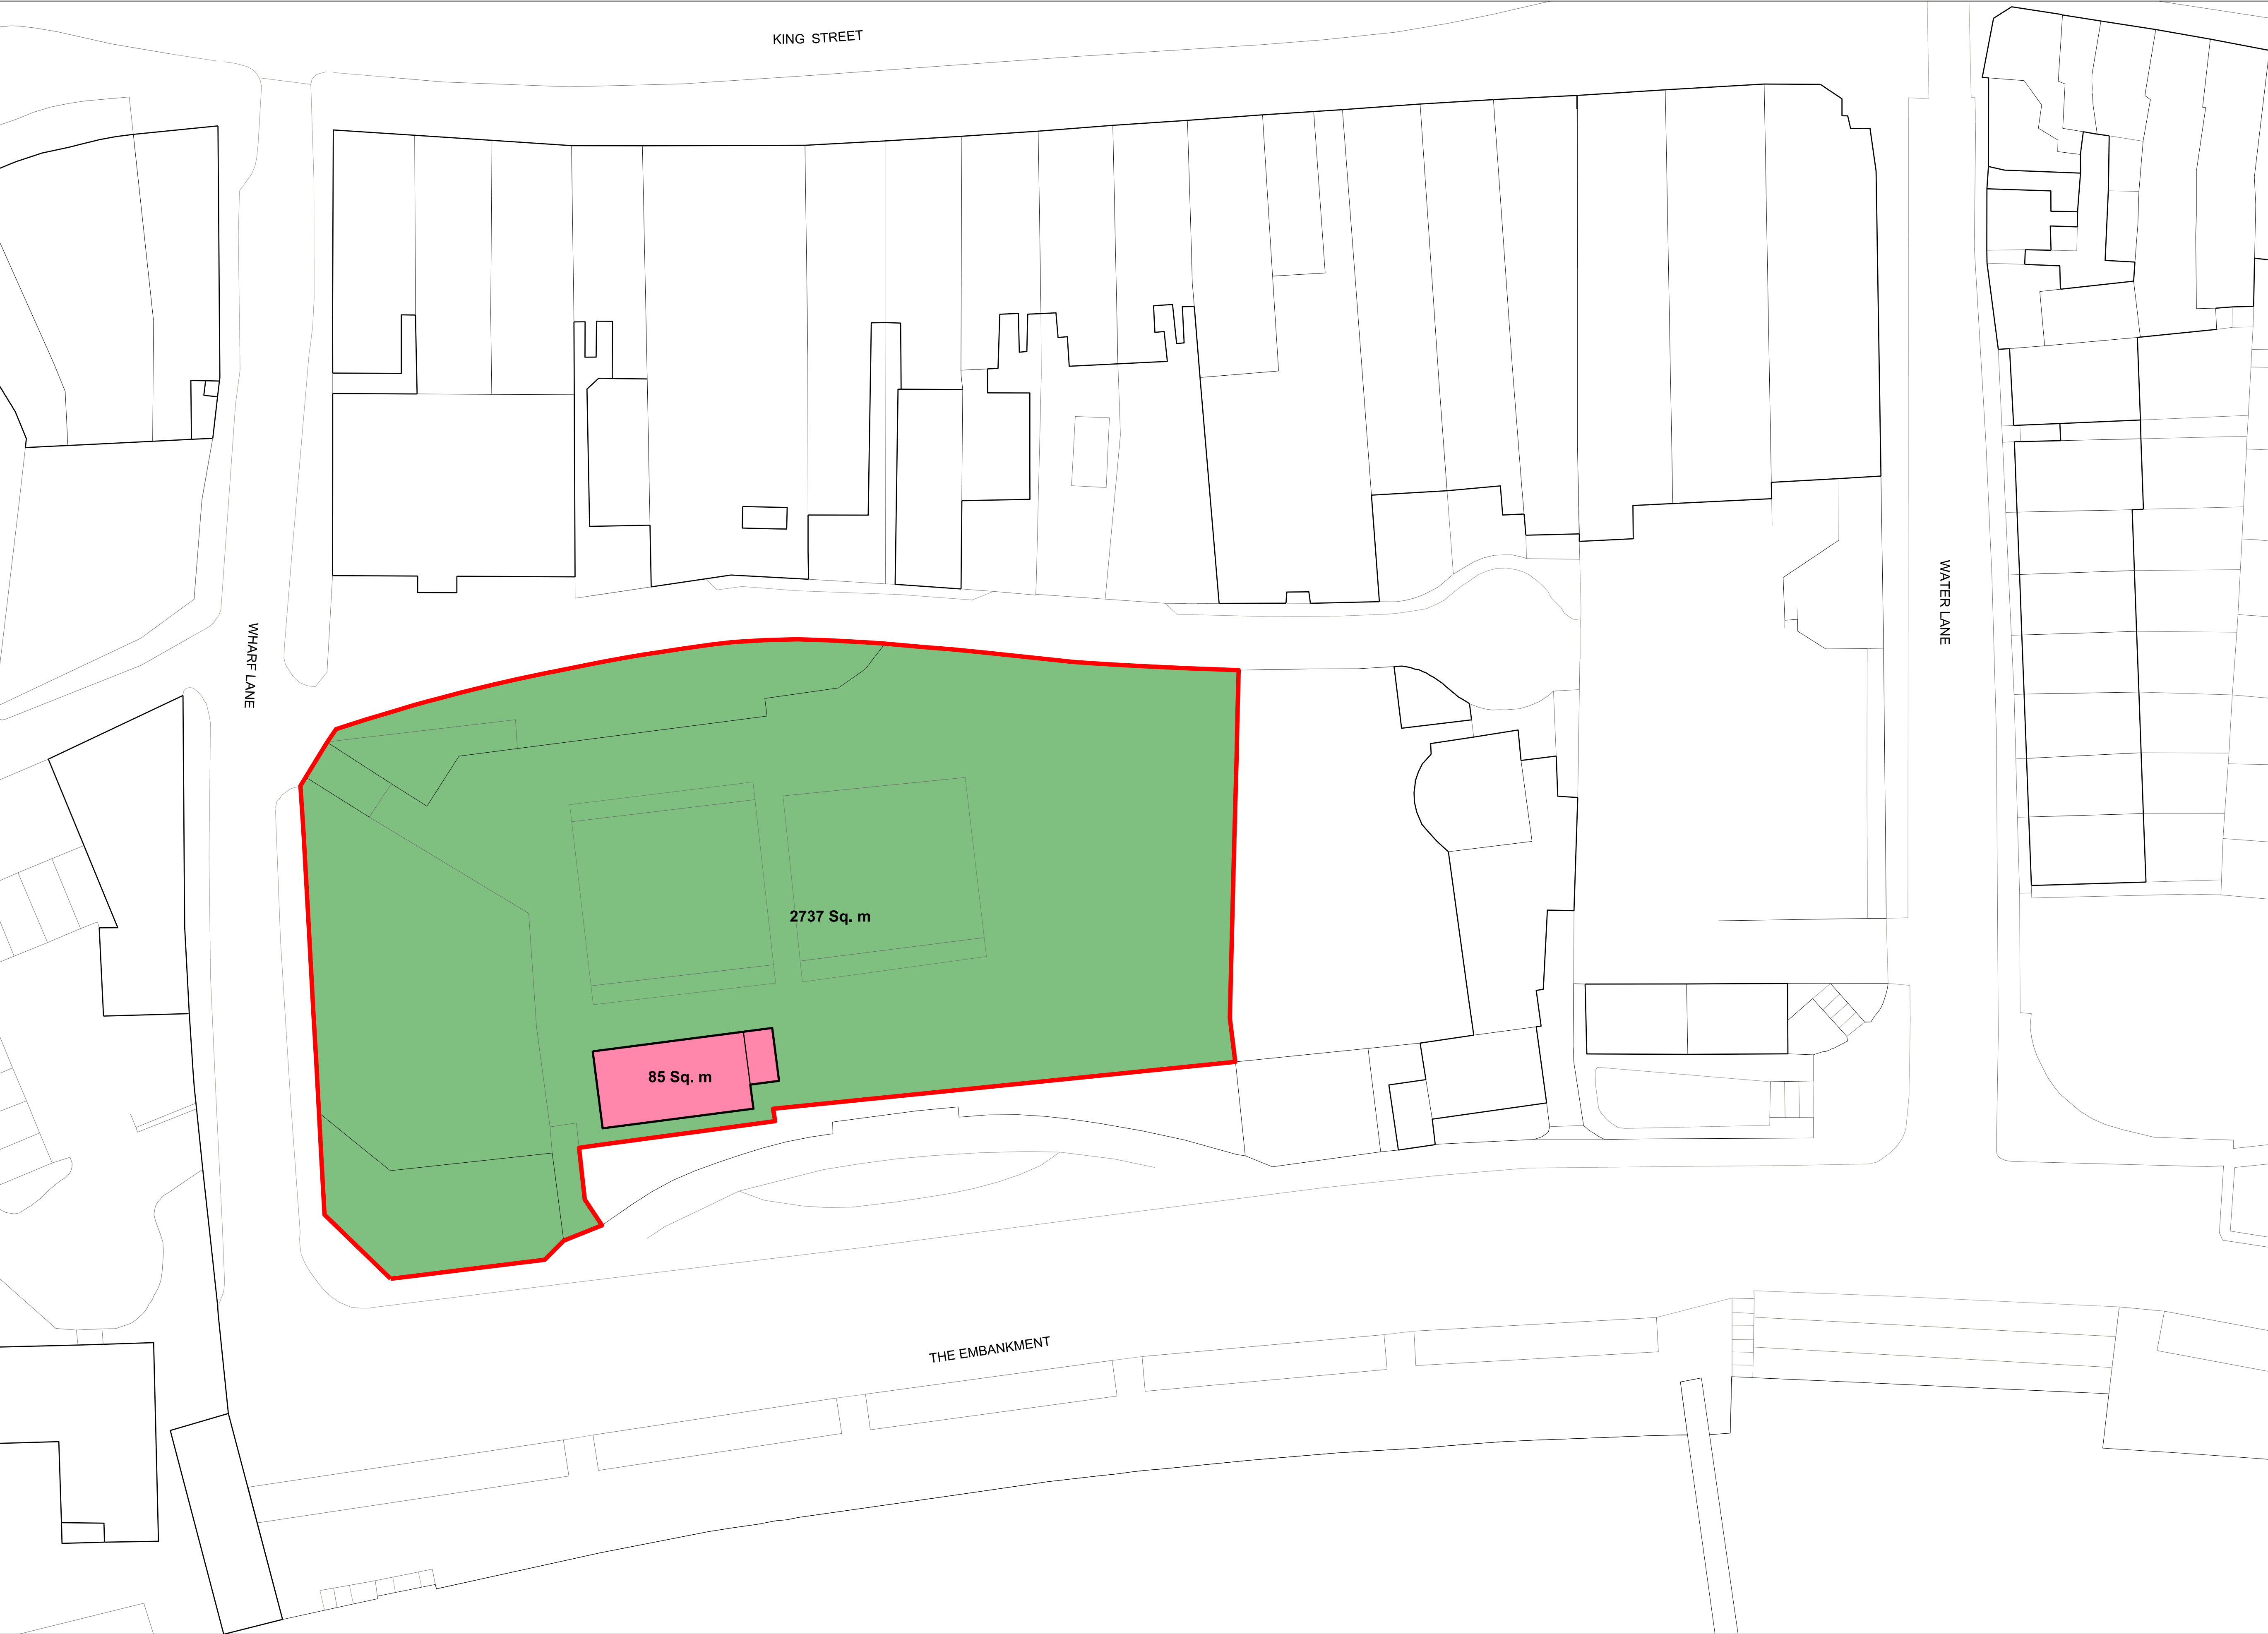 KING STREET
WHARF LANE
WATER LANE
2737 Sq. m
85 Sq. m
THE EMBANKMENT